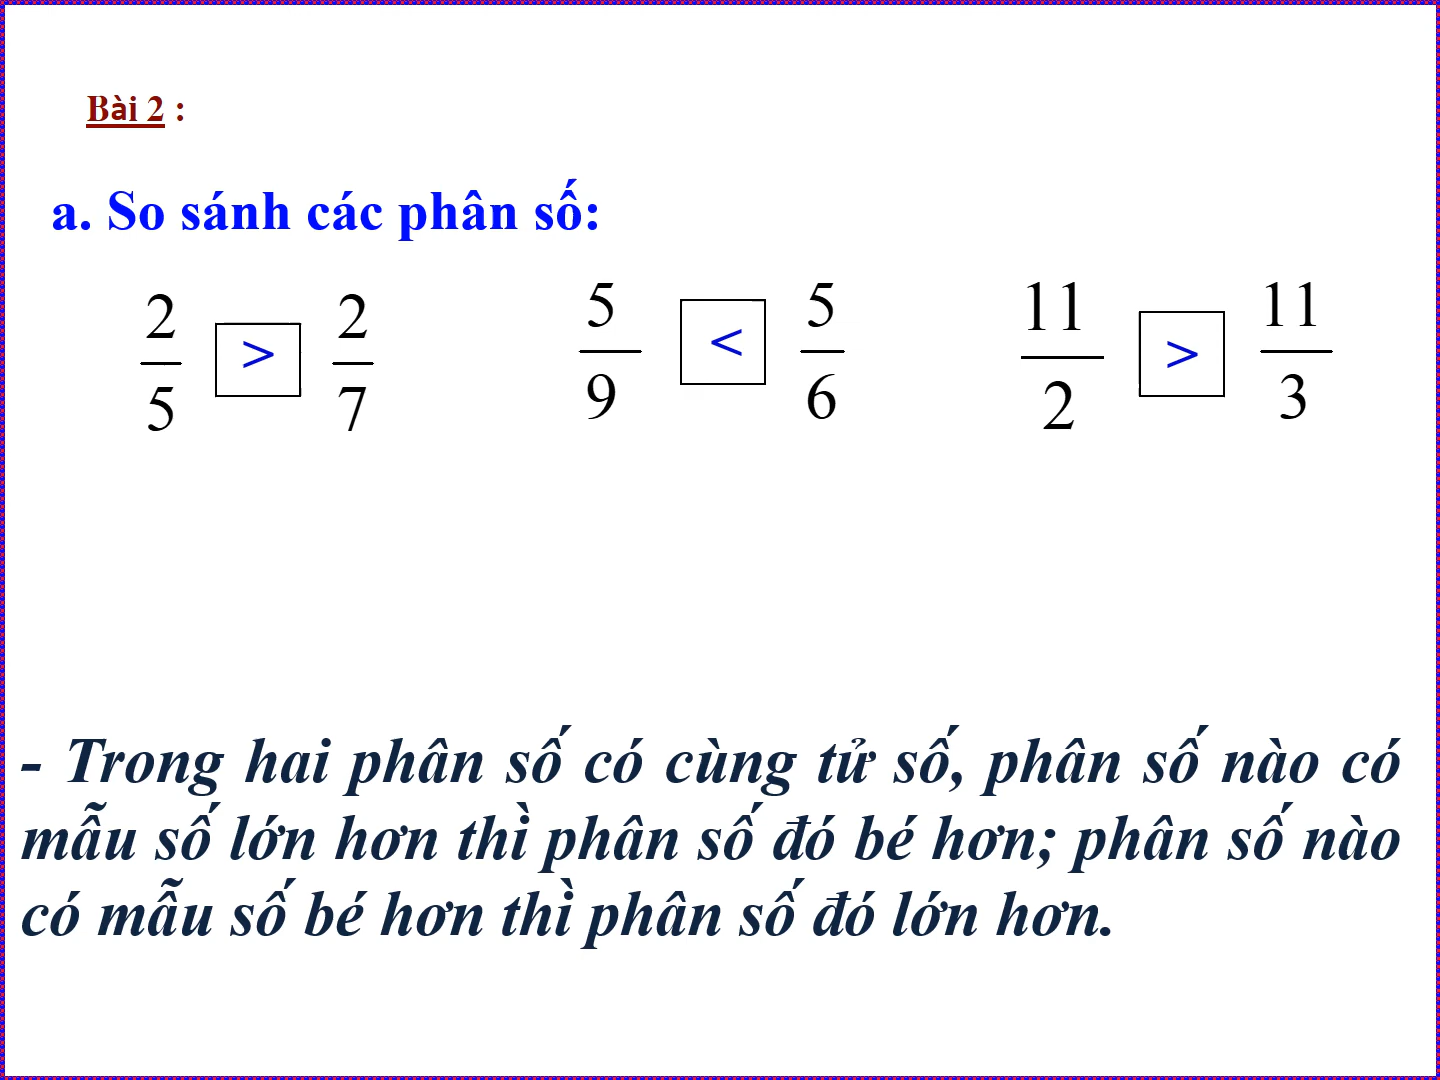 Bài 2 :
a. So sánh các phân số:
2/5 > 2/7 5/9 < 5/6 11/2 > 11/3
- Trong hai phân số có cùng tử số, phân số nào có
mẫu số lớn hơn thì phân số đó bé hơn; phân số nào
có mẫu số bé hơn thì phân số đó lớn hơn.